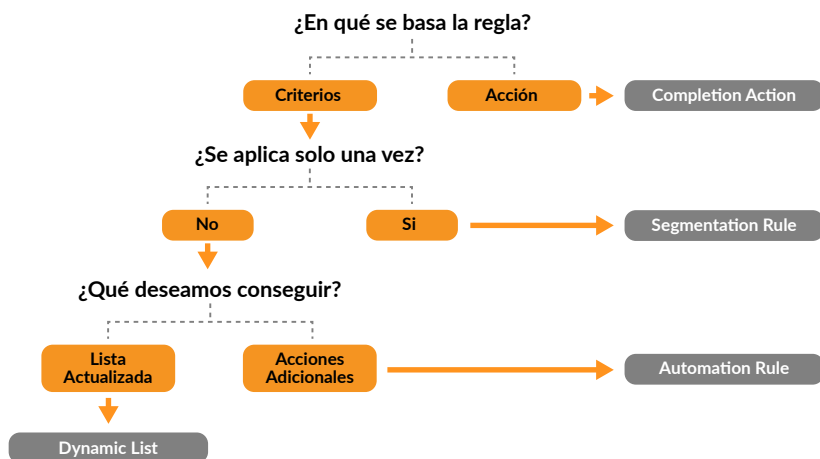 ¿En qué se basa la regla?
Criterios
Acción
Completion Action
¿Se aplica solo una vez?
No
Si
Segmentation Rule
¿Qué deseamos conseguir?
Lista
Actualizada
Acciones
Adicionales
Automation Rule
Dynamic List